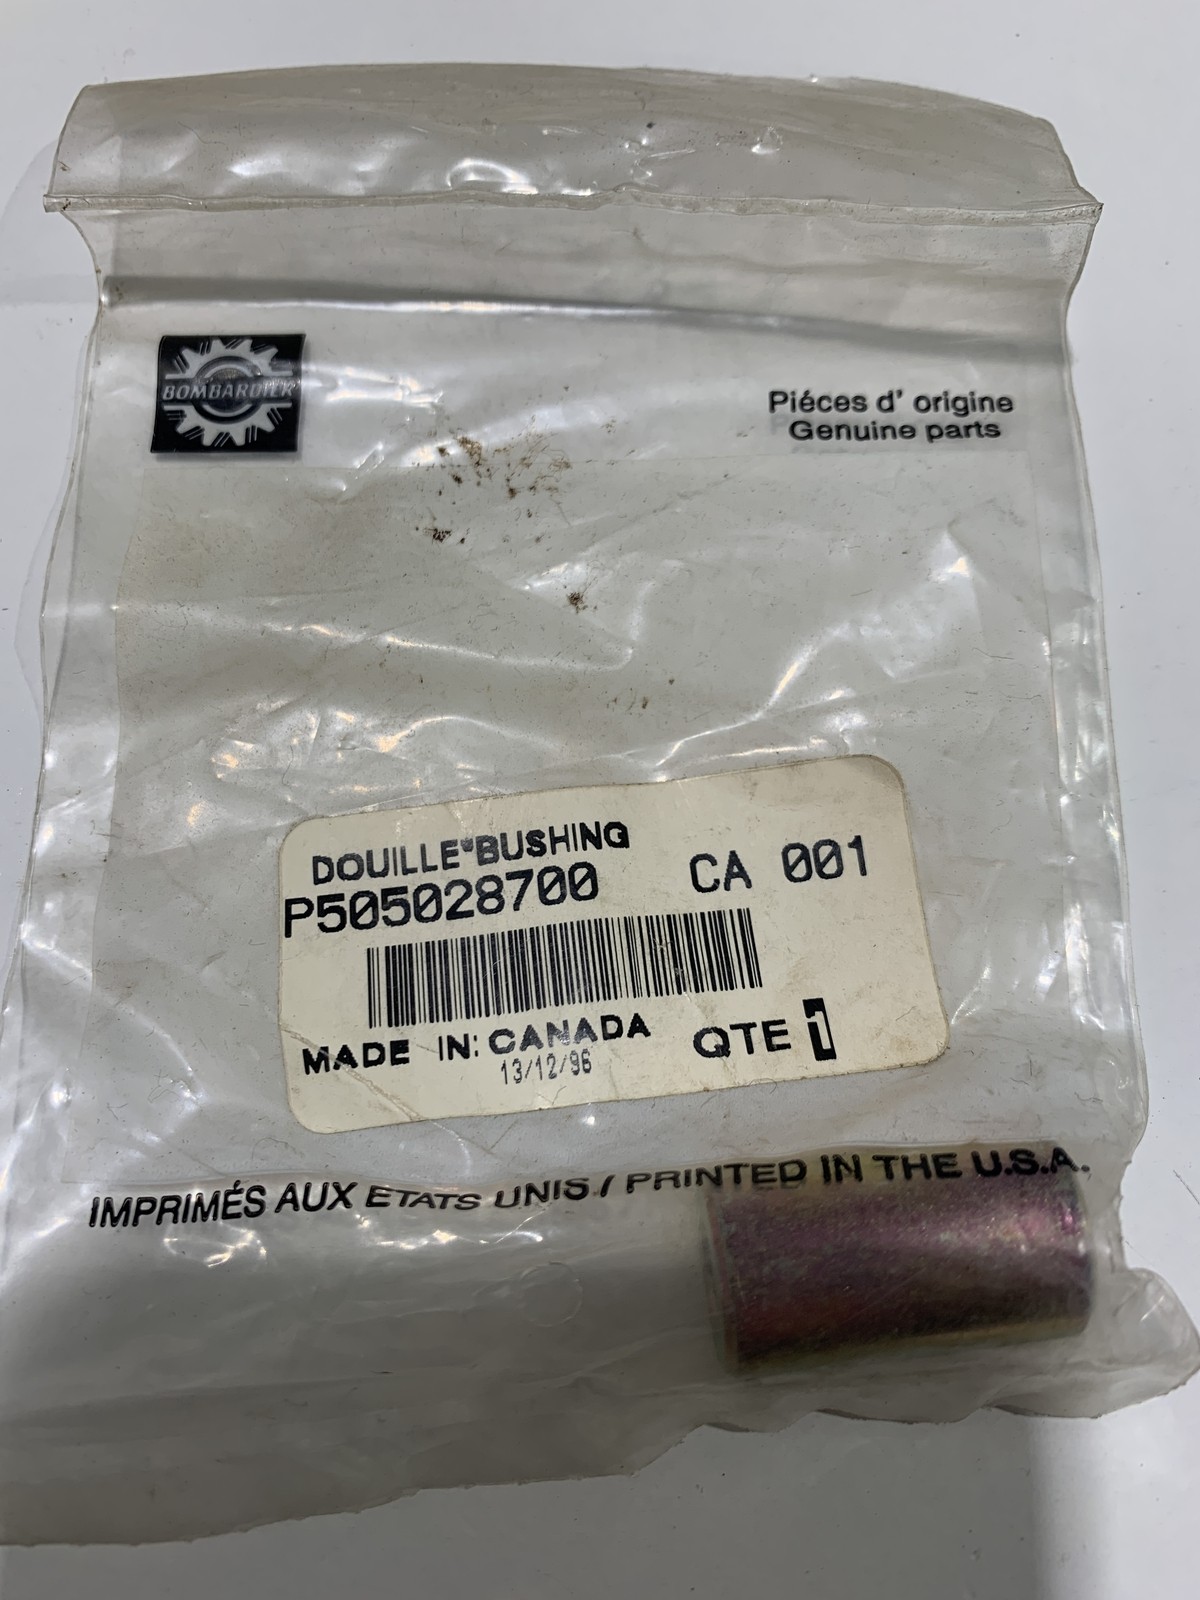 BOMBARDIER
Piéces d' origine
Genuine parts
DOUILLE*BUSHING
P505028700 CA 001
MADE IN: CANADA QTE 1
13/12/96
IMPRIMÉS AUX ETATS UNIS / PRINTED IN THE U.S.A.